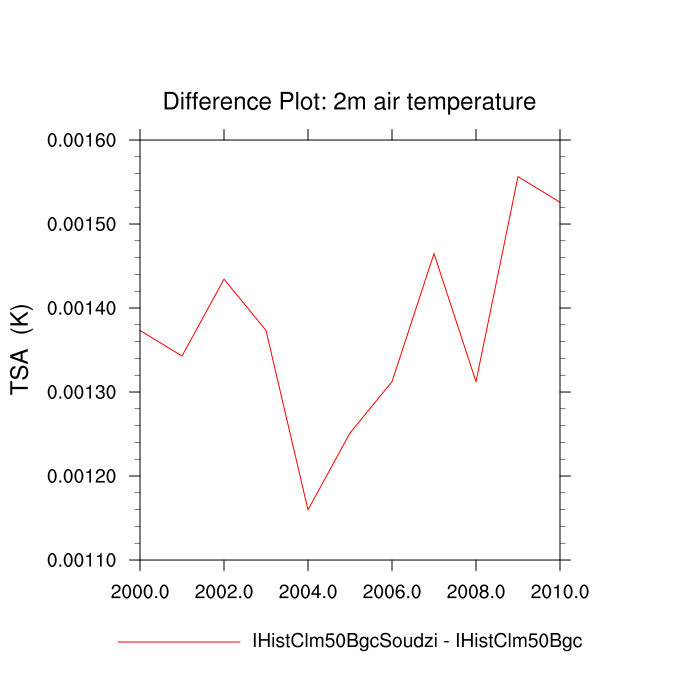 Difference Plot: 2m air temperature
TSA (K)
0.00160
0.00150
0.00140
0.00130
0.00120
0.00110
2000.0 2002.0 2004.0 2006.0 2008.0 2010.0
IHistClm50BgcSoudzi - IHistClm50Bgc